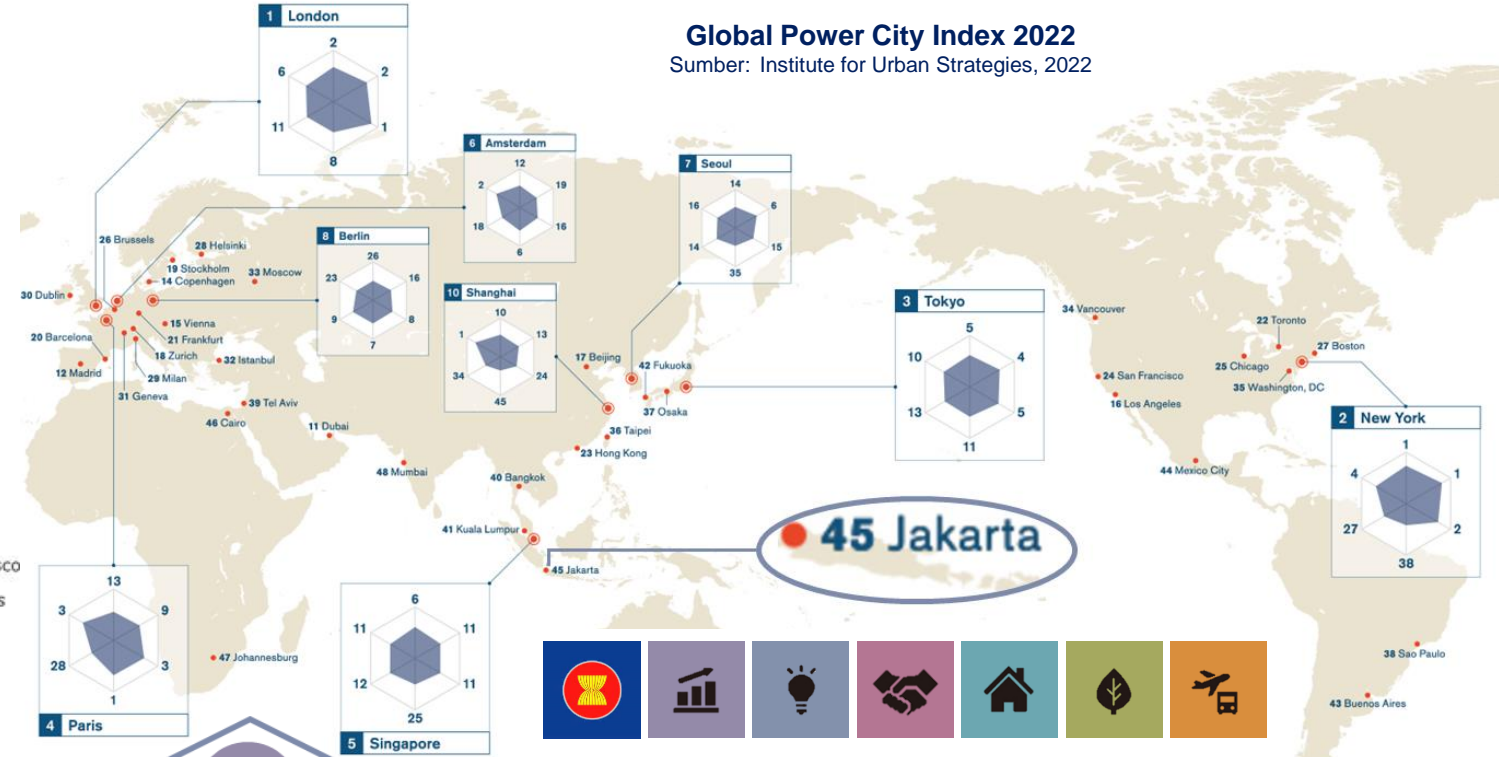 Global Power City Index 2022
Sumber: Institute for Urban Strategies, 2022
1 London
2
2
1
8
11
6
6 Amsterdam
12
19
16
6
18
2
7 Seoul
14
6
15
35
14
16
8 Berlin
26
16
8
7
9
23
10 Shanghai
10
13
24
45
34
1
3 Tokyo
5
4
5
11
13
10
2 New York
1
1
2
38
27
4
4 Paris
13
9
3
1
28
3
5 Singapore
6
11
11
25
12
11
26 Brussels
28 Helsinki
19 Stockholm
14 Copenhagen
33 Moscow
30 Dublin
15 Vienna
20 Barcelona
21 Frankfurt
18 Zurich
32 Istanbul
12 Madrid
29 Milan
31 Geneva
39 Tel Aviv
46 Cairo
11 Dubai
48 Mumbai
17 Beijing
42 Fukuoka
37 Osaka
36 Taipei
23 Hong Kong
40 Bangkok
41 Kuala Lumpur
45 Jakarta
45 Jakarta
47 Johannesburg
34 Vancouver
22 Toronto
27 Boston
25 Chicago
24 San Francisco
35 Washington, DC
16 Los Angeles
44 Mexico City
38 Sao Paulo
43 Buenos Aires